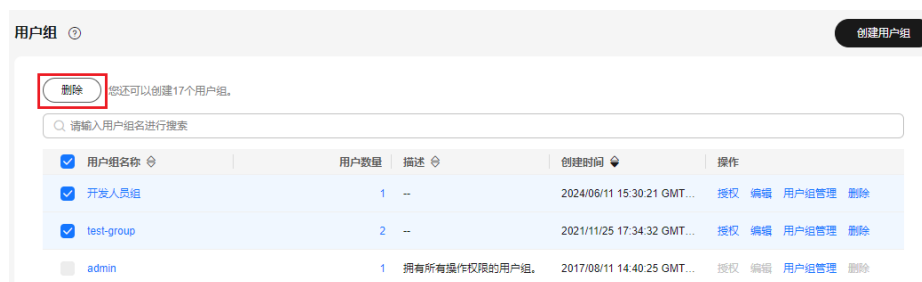 用户组
创建用户组
删除 您还可以创建17个用户组。
请输入用户组名进行搜索
用户组名称 用户数量 描述 创建时间 操作
开发人员组 1 -- 2024/06/11 15:30:21 GMT... 授权 编辑 用户组管理 删除
test-group 2 -- 2021/11/25 17:34:32 GMT... 授权 编辑 用户组管理 删除
admin 1 拥有所有操作权限的用户组。 2017/08/11 14:40:25 GMT... 授权 编辑 用户组管理 删除